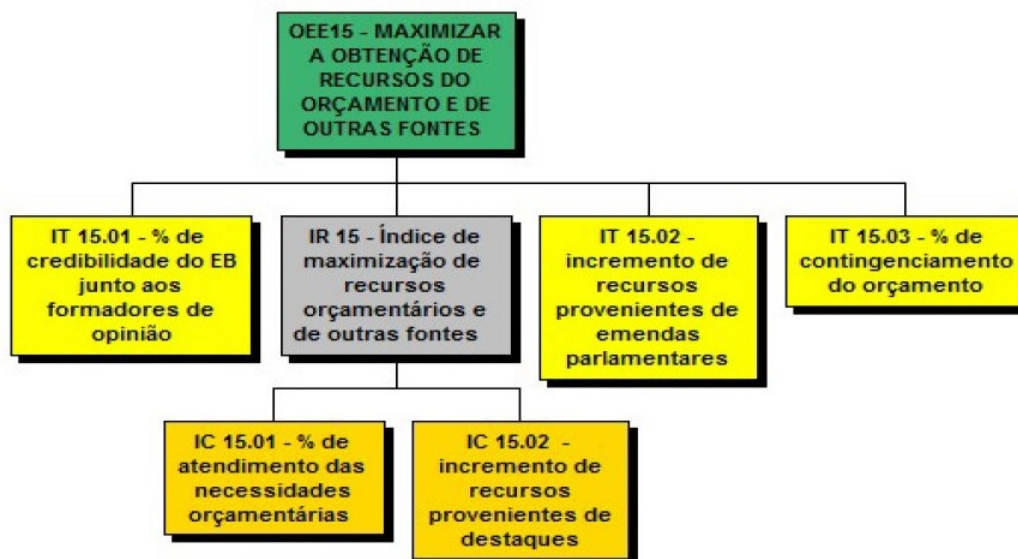 OEE15 - MAXIMIZAR
A OBTENÇÃO DE
RECURSOS DO
ORÇAMENTO E DE
OUTRAS FONTES
IT 15.01 - % de
credibilidade do EB
junto aos
formadores de
opinião
IR 15 - Índice de
maximização de
recursos
orçamentários e
de outras fontes
IT 15.02 -
incremento de
recursos
provenientes de
emendas
parlamentares
IT 15.03 - % de
contingenciamento
do orçamento
IC 15.01 - % de
atendimento das
necessidades
orçamentárias
IC 15.02 -
incremento de
recursos
provenientes de
destaques